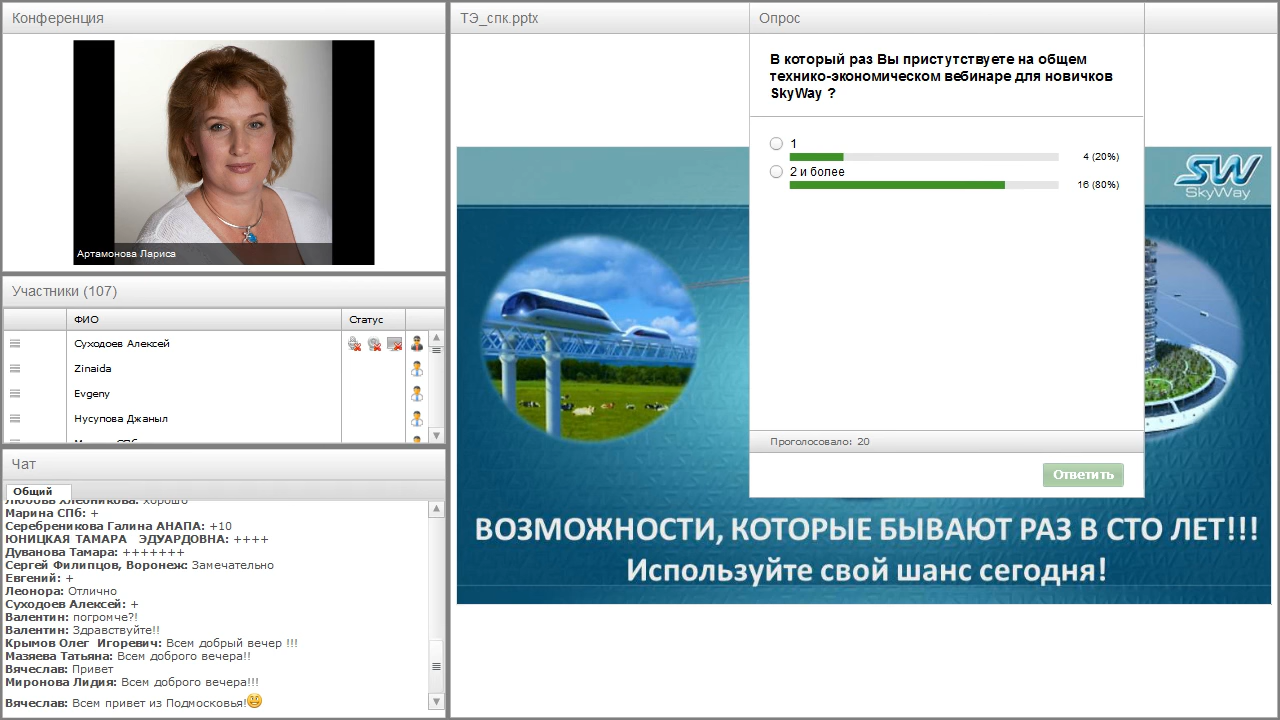 Конференция
Артамонова Лариса
Участники (107)
ФИО
Статус
Суходоев Алексей
Zinaida
Evgeny
Нусупова Джаныл
Чат
Общий
Любовь Хлебникова: хорошо
Марина СПб: +
Серебреникова Галина АНАПА: +10
ЮНИЦКАЯ ТАМАРА ЭДУАРДОВНА: ++++
Дуванова Тамара: +++++++
Сергей Филипцов, Воронеж: Замечательно
Евгений: +
Леонора: Отлично
Суходоев Алексей: +
Валентин: погромче?!
Валентин: Здравствуйте!!
Крымов Олег Игоревич: Всем добрый вечер !!!
Мазяева Татьяна: Всем доброго вечера!!
Вячеслав: Привет
Миронова Лидия: Всем доброго вечера!!!
Вячеслав: Всем привет из Подмосковья!
ТЭ_спк.pptx
Опрос
В который раз Вы приcутствуете на общем
технико-экономическом вебинаре для новичков
SkyWay ?
1
4 (20%)
2 и более
16 (80%)
Проголосовало: 20
Ответить
SW
SkyWay
ВОЗМОЖНОСТИ, КОТОРЫЕ БЫВАЮТ РАЗ В СТО ЛЕТ!!!
Используйте свой шанс сегодня!